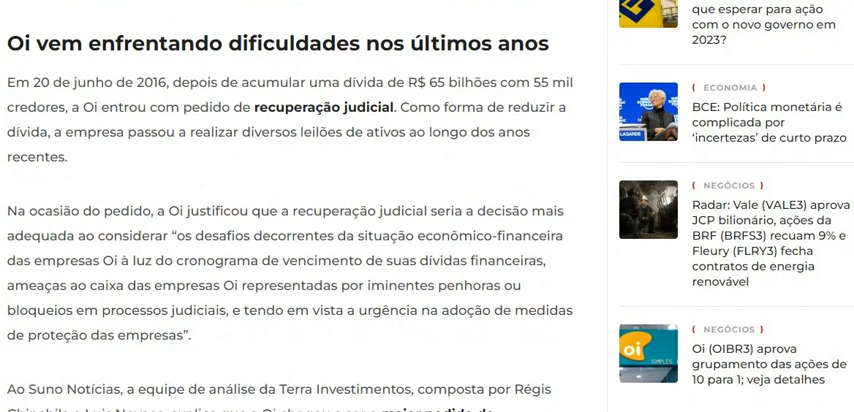 Oi vem enfrentando dificuldades nos últimos anos
Em 20 de junho de 2016, depois de acumular uma dívida de R$ 65 bilhões com 55 mil
credores, a Oi entrou com pedido de recuperação judicial. Como forma de reduzir a
dívida, a empresa passou a realizar diversos leilões de ativos ao longo dos anos
recentes.
Na ocasião do pedido, a Oi justificou que a recuperação judicial seria a decisão mais
adequada ao considerar “os desafios decorrentes da situação econômico-financeira
das empresas Oi à luz do cronograma de vencimento de suas dívidas financeiras,
ameaças ao caixa das empresas Oi representadas por iminentes penhoras ou
bloqueios em processos judiciais, e tendo em vista a urgência na adoção de medidas
de proteção das empresas”.
Ao Suno Notícias, a equipe de análise da Terra Investimentos, composta por Régis
que esperar para ação
com o novo governo em
2023?
( ECONOMIA )
BCE: Política monetária é
complicada por
‘incertezas’ de curto prazo
LAGARDE
( NEGÓCIOS )
Radar: Vale (VALE3) aprova
JCP bilionário, ações da
BRF (BRFS3) recuam 9% e
Fleury (FLRY3) fecha
contratos de energia
renovável
( NEGÓCIOS )
Oi (OIBR3) aprova
grupamento das ações de
10 para 1; veja detalhes
oi
SIMPLES